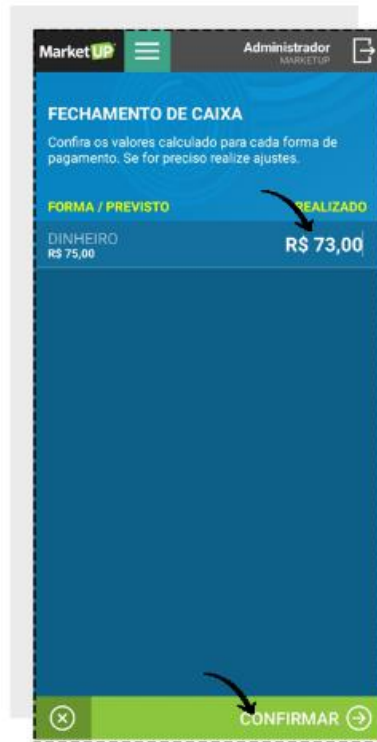 MarketUP
Administrador
MARKETUP
FECHAMENTO DE CAIXA
Confira os valores calculado para cada forma de
pagamento. Se for preciso realize ajustes.
FORMA / PREVISTO REALIZADO
DINHEIRO R$ 73,00
R$ 75,00
CONFIRMAR